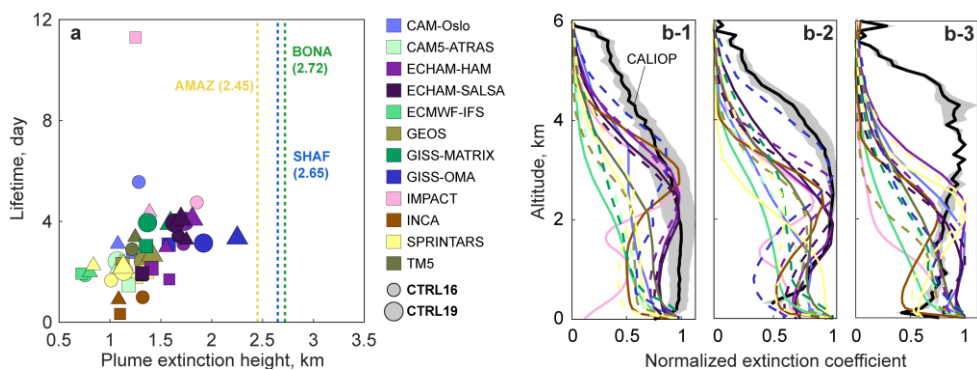 a
12
8
4
0
Lifetime, day
0.5
1
1.5
2
2.5
3
3.5
Plume extinction height, km
AMAZ (2.45)
BONA
(2.72)
SHAF
(2.65)
CAM-Oslo
CAM5-ATRAS
ECHAM-HAM
ECHAM-SALSA
ECMWF-IFS
GEOS
GISS-MATRIX
GISS-OMA
IMPACT
INCA
SPRINTARS
TM5
CTRL16
CTRL19
b-1
b-2
b-3
CALIOP
6
4
2
0
Altitude, km
0
0.5
1
0
0.5
1
0
0.5
1
Normalized extinction coefficient